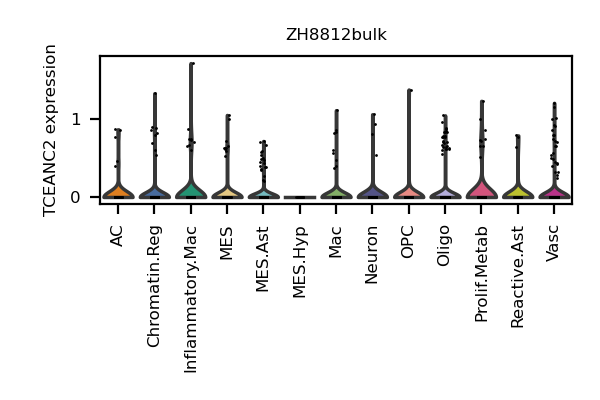 ZH8812bulk
TCEANC2 expression
1
0
AC
Chromatin.Reg
Inflammatory.Mac
MES
MES.Ast
MES.Hyp
Mac
Neuron
OPC
Oligo
Prolif.Metab
Reactive.Ast
Vasc